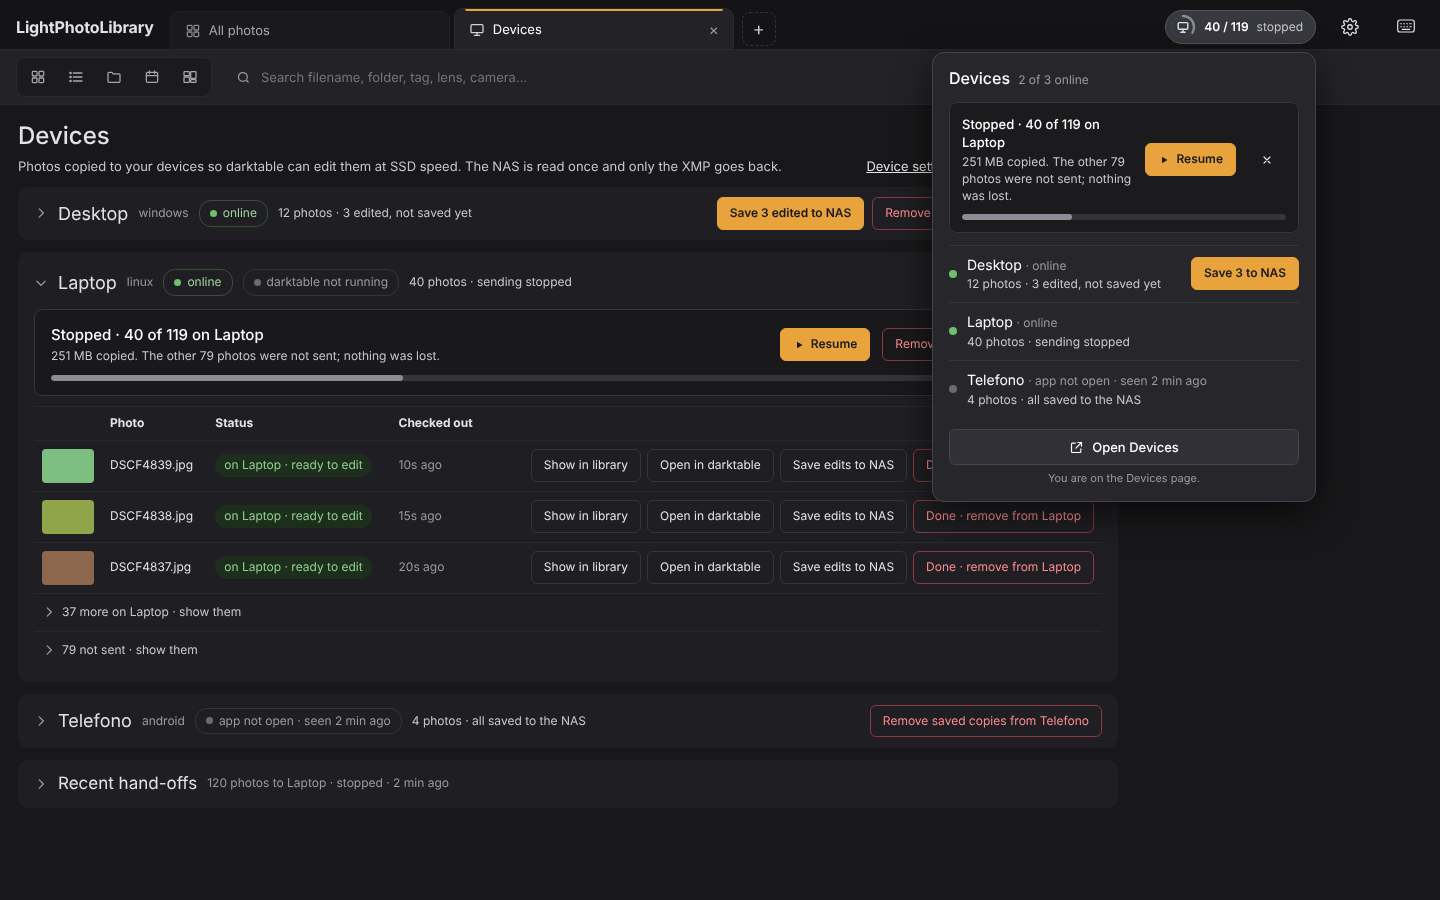 LightPhotoLibrary
All photos
Devices
40 / 119 stopped
Search filename, folder, tag, lens, camera...
Devices
Photos copied to your devices so darktable can edit them at SSD speed. The NAS is read once and only the XMP goes back.
Device
Desktop windows online 12 photos · 3 edited, not saved yet
Save 3 edited to NAS
Remove
Laptop linux online darktable not running 40 photos · sending stopped
Stopped · 40 of 119 on Laptop
251 MB copied. The other 79 photos were not sent; nothing was lost.
Resume
Photo Status Checked out
DSCF4839.jpg on Laptop · ready to edit 10s ago Show in library Open in darktable Save edits to NAS
DSCF4838.jpg on Laptop · ready to edit 15s ago Show in library Open in darktable Save edits to NAS Done · remove from Laptop
DSCF4837.jpg on Laptop · ready to edit 20s ago Show in library Open in darktable Save edits to NAS Done · remove from Laptop
37 more on Laptop · show them
79 not sent · show them
Telefono android app not open · seen 2 min ago 4 photos · all saved to the NAS
Remove saved copies from Telefono
Recent hand-offs 120 photos to Laptop · stopped · 2 min ago
Devices 2 of 3 online
Stopped · 40 of 119 on
Laptop
251 MB copied. The other 79
photos were not sent; nothing
was lost.
Resume
Desktop · online
12 photos · 3 edited, not saved yet
Save 3 to NAS
Laptop · online
40 photos · sending stopped
Telefono · app not open · seen 2 min ago
4 photos · all saved to the NAS
Open Devices
You are on the Devices page.